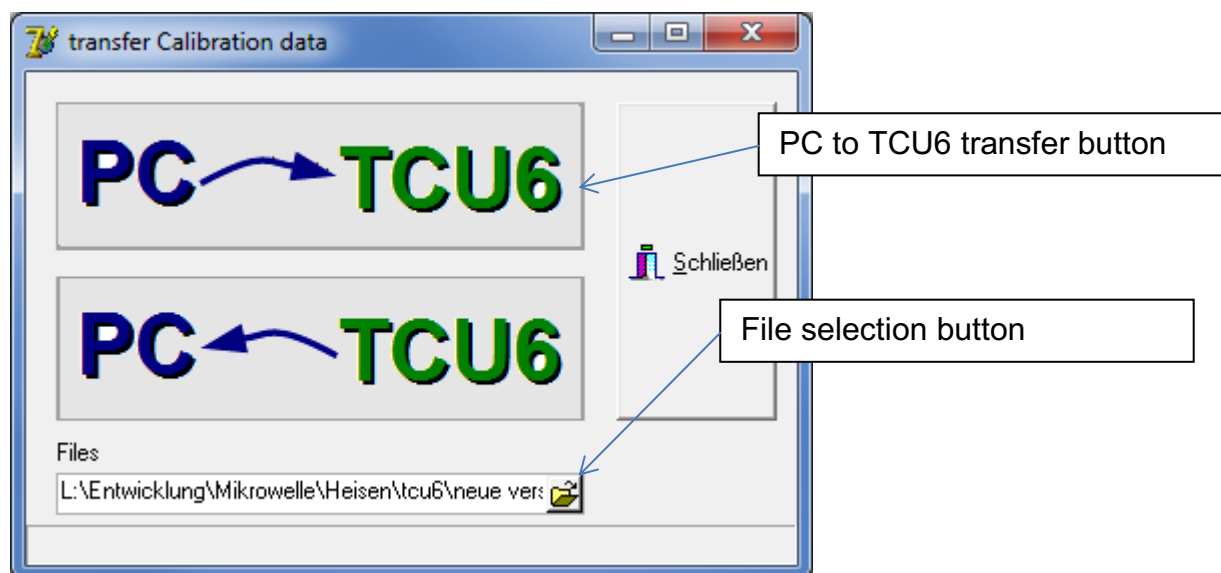 transfer Calibration data
PC TCU6
PC to TCU6 transfer button
Schließen
PC TCU6
File selection button
Files
L:\Entwicklung\Mikrowelle\Heisen\tcu6\neue vers